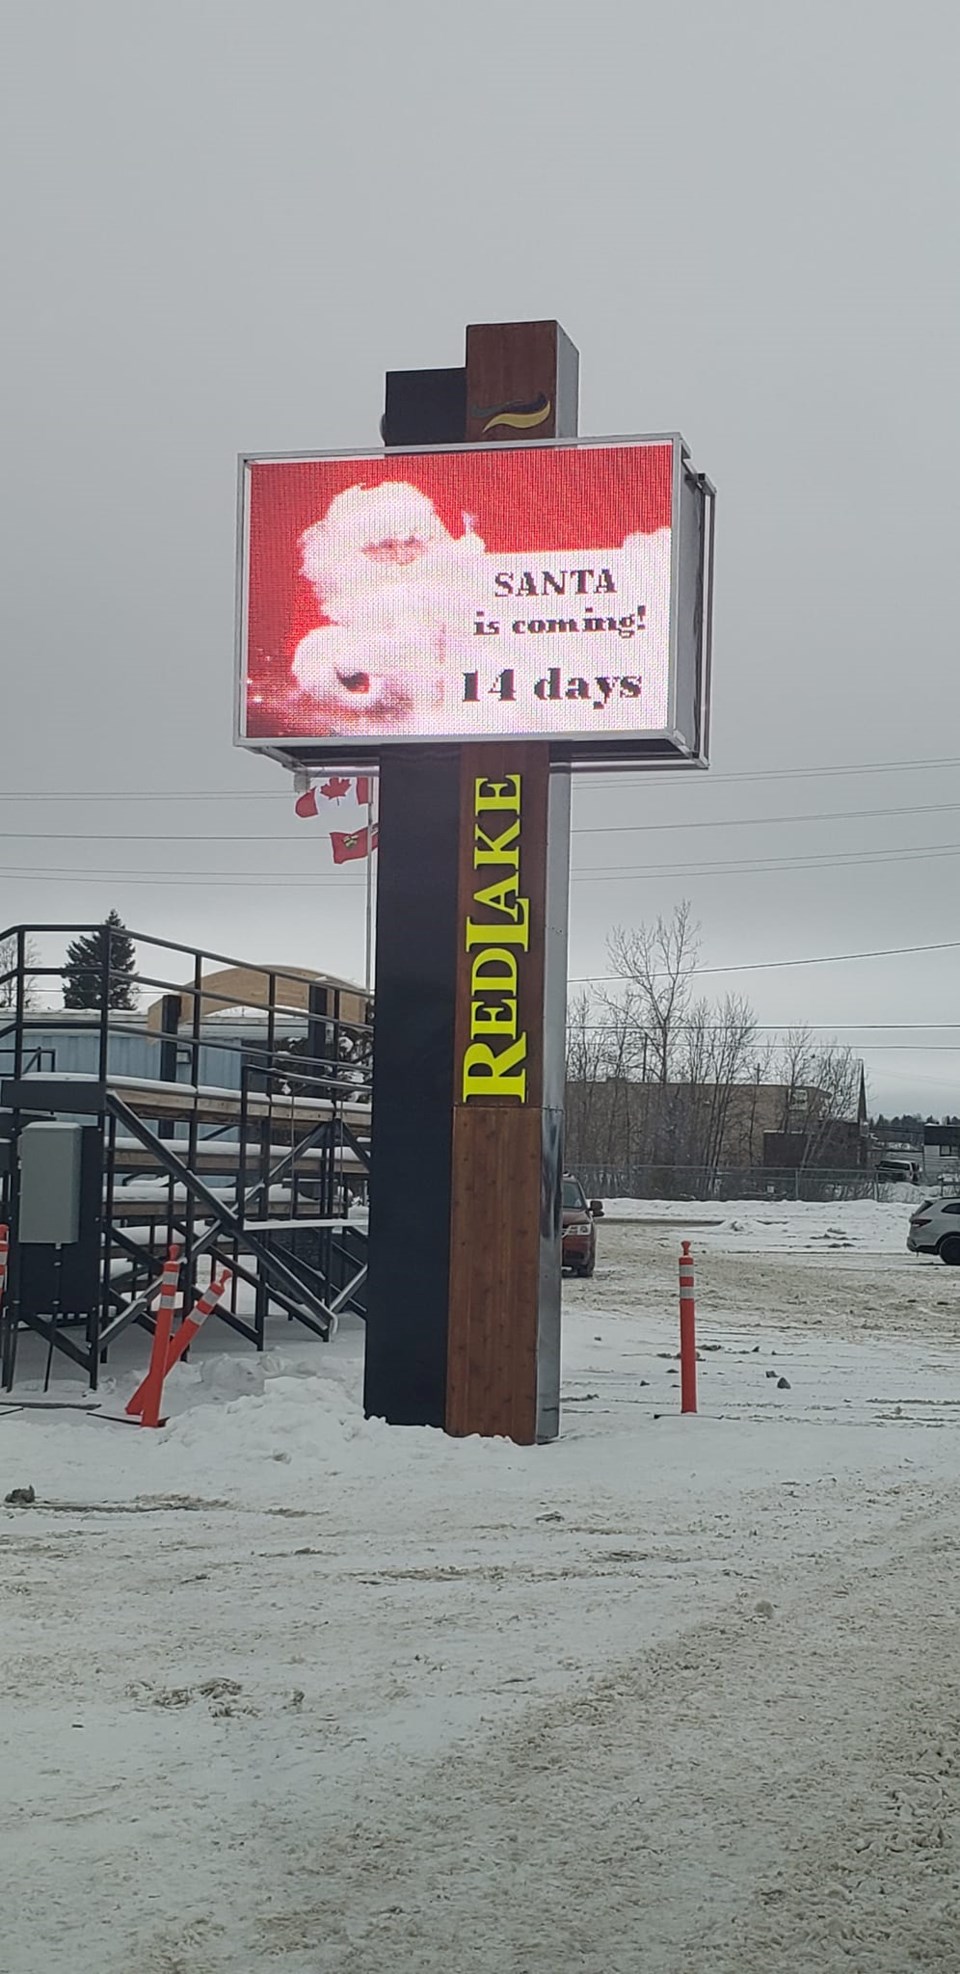 SANTA
is coming!
14 days
REDLAKE